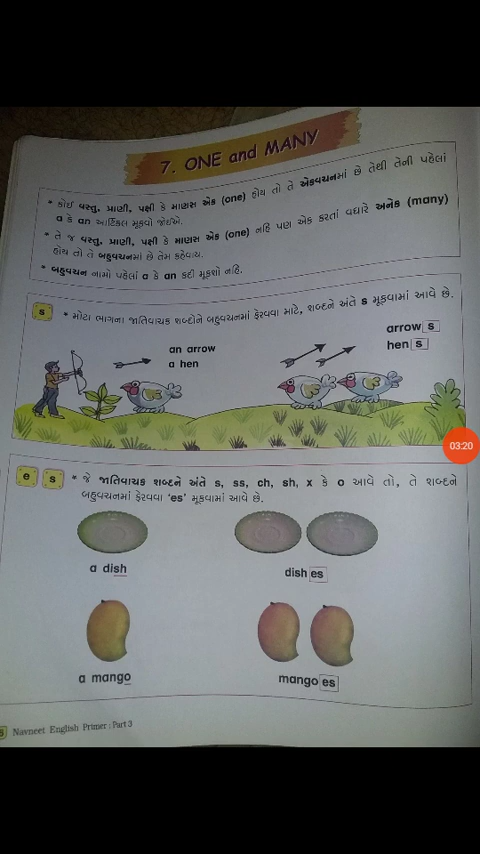 7. ONE and MANY
* કોઈ વસ્તુ, પ્રાણી, પક્ષી કે માણસ એક (one) હોય તો તે એકવચનમાં છે તેથી તેની પહેલાં
a કે an આર્ટિકલ મૂકવો જોઈએ.
* તે જ વસ્તુ, પ્રાણી, પક્ષી કે માણસ એક (one) નહિ પણ એક કરતાં વધારે અનેક (many)
હોય તો તે બહુવચનમાં છે તેમ કહેવાય.
* બહુવચન નામો પહેલાં a કે an કદી મૂકશો નહિ.
s * મોટા ભાગના જાતિવાચક શબ્દોને બહુવચનમાં ફેરવવા માટે, શબ્દને અંતે s મૂકવામાં આવે છે.
an arrow
a hen
arrow s
hen s
03:20
e s * જે જાતિવાચક શબ્દને અંતે s, ss, ch, sh, x કે o આવે તો, તે શબ્દને
બહુવચનમાં ફેરવવા 'es' મૂકવામાં આવે છે.
a dish
dish es
a mango
mango es
8 Navneet English Primer : Part 3